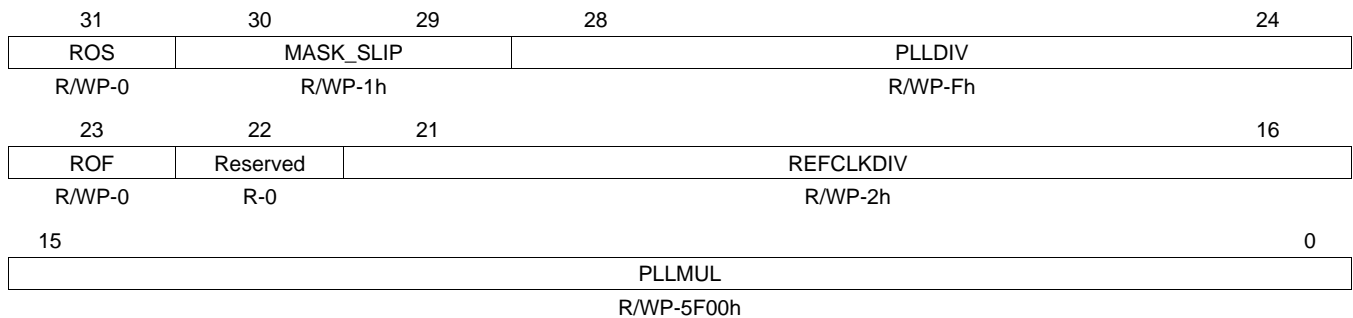 31 30 29 28 24
ROS MASK_SLIP PLLDIV
R/WP-0 R/WP-1h R/WP-Fh
23 22 21 16
ROF Reserved REFCLKDIV
R/WP-0 R-0 R/WP-2h
15 0
PLLMUL
R/WP-5F00h